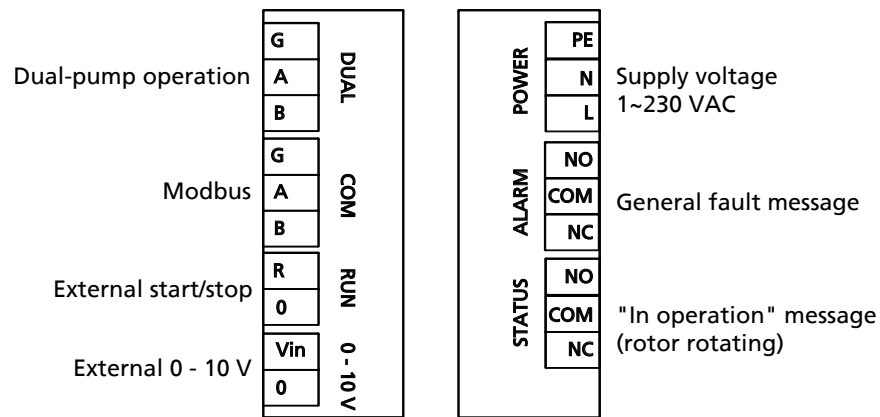 Dual-pump operation
G
A
B
DUAL
Modbus
G
A
B
COM
External start/stop
R
0
RUN
External 0 - 10 V
Vin
0
0 - 10 V
POWER
PE
N
L
Supply voltage
1~230 VAC
ALARM
NO
COM
NC
General fault message
STATUS
NO
COM
NC
"In operation" message
(rotor rotating)